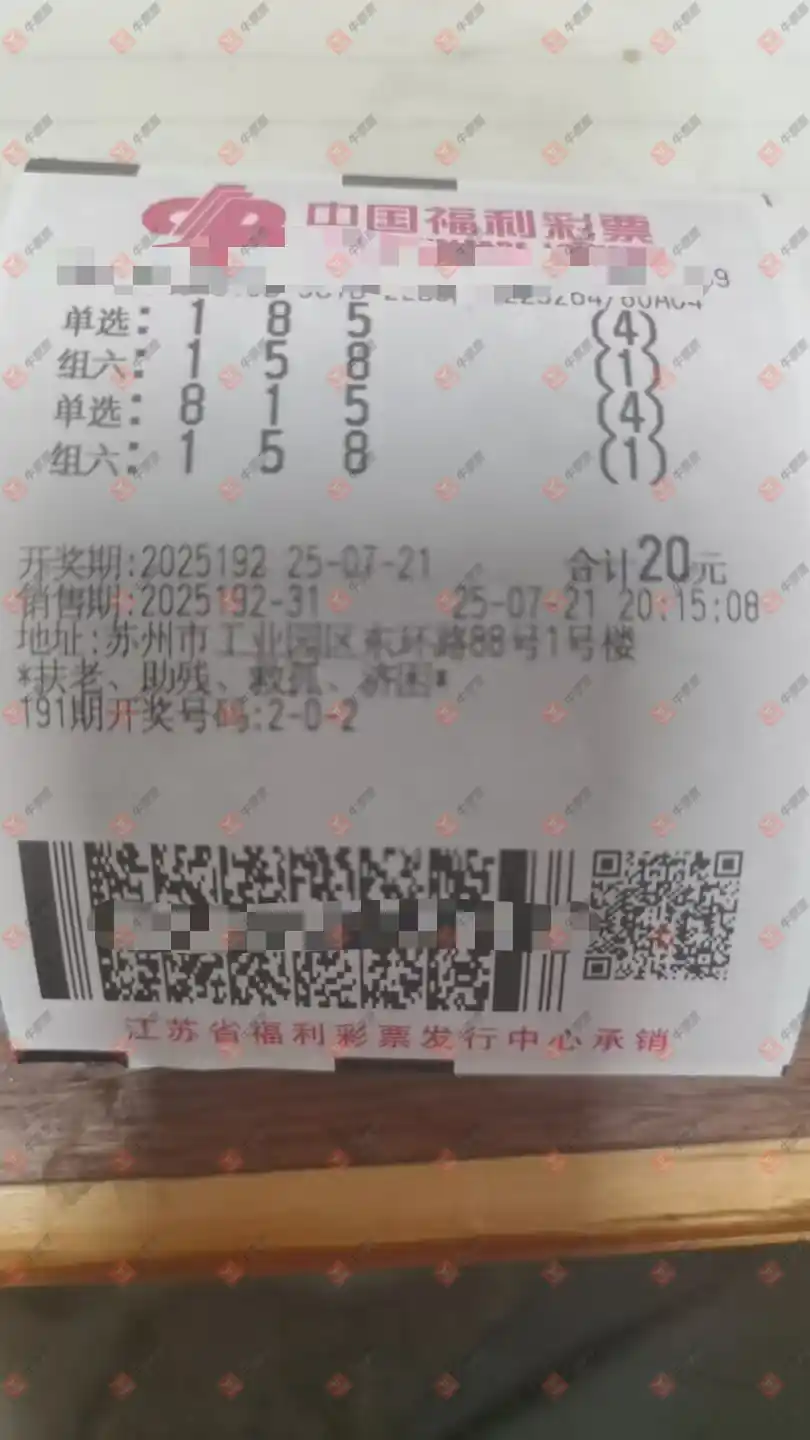 中国福利彩票
单选: 1 8 5 (4)
组六: 1 5 8 (1)
单选: 8 1 5 (4)
组六: 1 5 8 (1)
开奖期:2025192 25-07-21 合计20元
销售期:2025192-31 25-07-21 20:15:08
地址:苏州市工业园区东环路88号1号楼
*扶老、助残、救孤、济困*
191期开奖号码:2-0-2
江苏省福利彩票发行中心承销